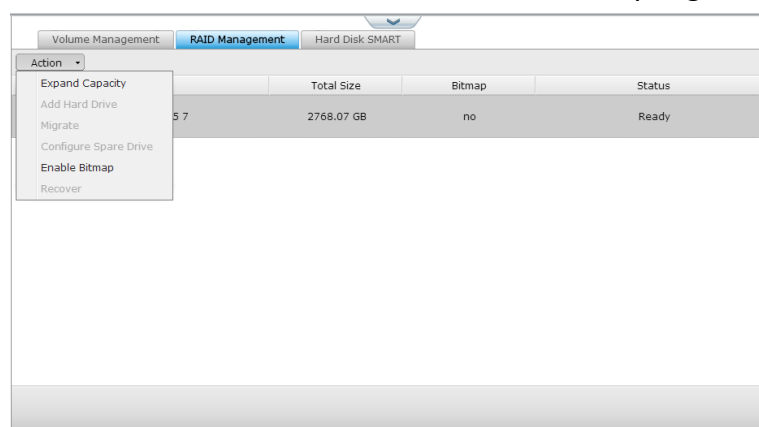 Volume Management RAID Management Hard Disk SMART
Action
Expand Capacity
Total Size Bitmap Status
Add Hard Drive
5 7 2768.07 GB no Ready
Migrate
Configure Spare Drive
Enable Bitmap
Recover